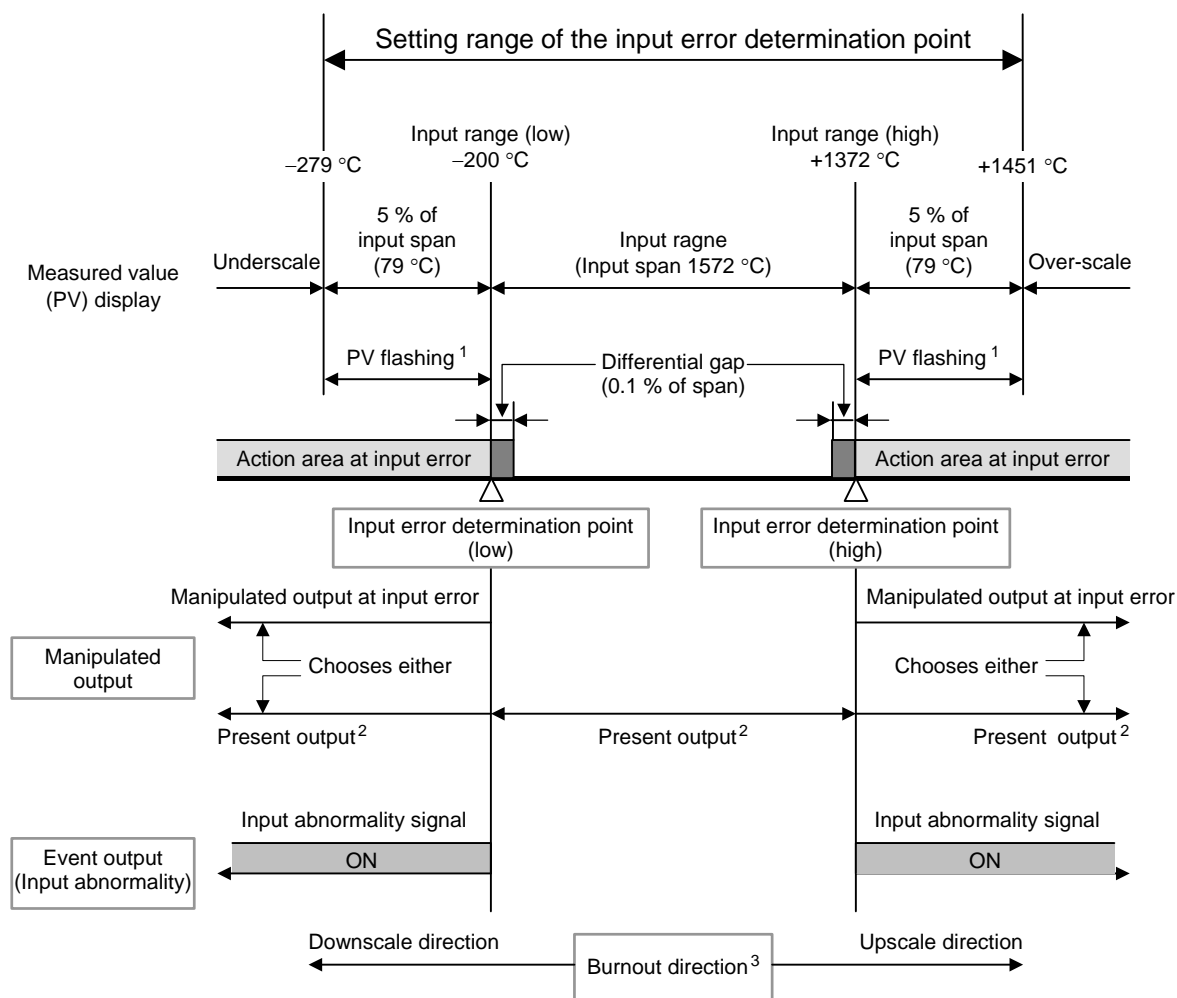 Setting range of the input error determination point
Input range (low)
−200 °C
Input range (high)
+1372 °C
−279 °C
+1451 °C
5 % of
input span
(79 °C)
Input ragne
(Input span 1572 °C)
5 % of
input span
(79 °C)
Measured value
(PV) display
Underscale
Over-scale
PV flashing 1
Differential gap
(0.1 % of span)
PV flashing 1
Action area at input error
Action area at input error
Input error determination point
(low)
Input error determination point
(high)
Manipulated output at input error
Manipulated output at input error
Manipulated
output
Chooses either
Chooses either
Present output 2
Present output 2
Present output 2
Input abnormality signal
Input abnormality signal
Event output
(Input abnormality)
ON
ON
Downscale direction
Burnout direction 3
Upscale direction